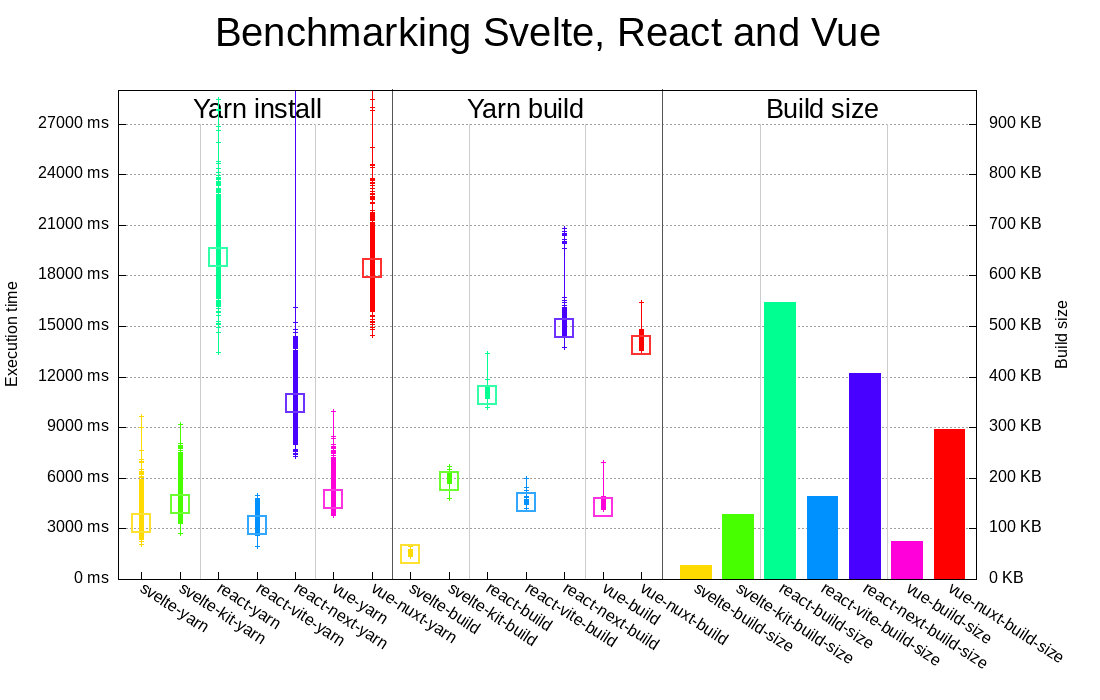 Benchmarking Svelte, React and Vue
Yarn install
Yarn build
Build size
27000 ms
24000 ms
21000 ms
18000 ms
15000 ms
12000 ms
9000 ms
6000 ms
3000 ms
0 ms
Execution time
900 KB
800 KB
700 KB
600 KB
500 KB
400 KB
300 KB
200 KB
100 KB
0 KB
Build size
svelte-yarn
svelte-kit-yarn
react-yarn
react-vite-yarn
react-next-yarn
vue-yarn
vue-nuxt-yarn
svelte-build
svelte-kit-build
react-build
react-vite-build
react-next-build
vue-build
vue-nuxt-build
svelte-build-size
svelte-kit-build-size
react-build-size
react-vite-build-size
react-next-build-size
vue-build-size
vue-nuxt-build-size